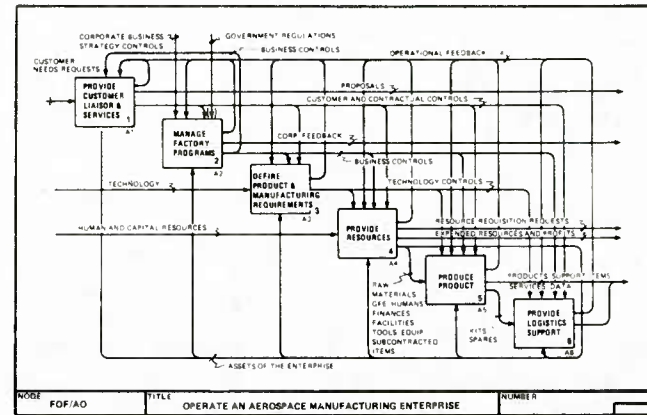 CORPORATE BUSINESS
STRATEGY CONTROLS
GOVERNMENT REGULATIONS
BUSINESS CONTROLS
OPERATIONAL FEEDBACK
CUSTOMER
NEEDS REQUESTS
PROVIDE
CUSTOMER
LIAISON &
SERVICES
1
A1
PROPOSALS
CUSTOMER AND CONTRACTUAL CONTROLS
MANAGE
FACTORY
PROGRAMS
2
A2
CORP FEEDBACK
BUSINESS CONTROLS
TECHNOLOGY
DEFINE
PRODUCT &
MANUFACTURING
REQUIREMENTS
3
A3
TECHNOLOGY CONTROLS
HUMAN AND CAPITAL RESOURCES
PROVIDE
RESOURCES
4
A4
RESOURCE REQUISITION REQUESTS
EXPENDED RESOURCES AND PROFITS
RAW
MATERIALS
GFE HUMANS
FINANCES
FACILITIES
TOOLS EQUIP
SUBCONTRACTED
ITEMS
PRODUCE
PRODUCT
5
A5
PRODUCTS SUPPORT ITEMS
SERVICES DATA
KITS
SPARES
PROVIDE
LOGISTICS
SUPPORT
6
A6
ASSETS OF THE ENTERPRISE
NODE
FOF/AO
TITLE
OPERATE AN AEROSPACE MANUFACTURING ENTERPRISE
NUMBER